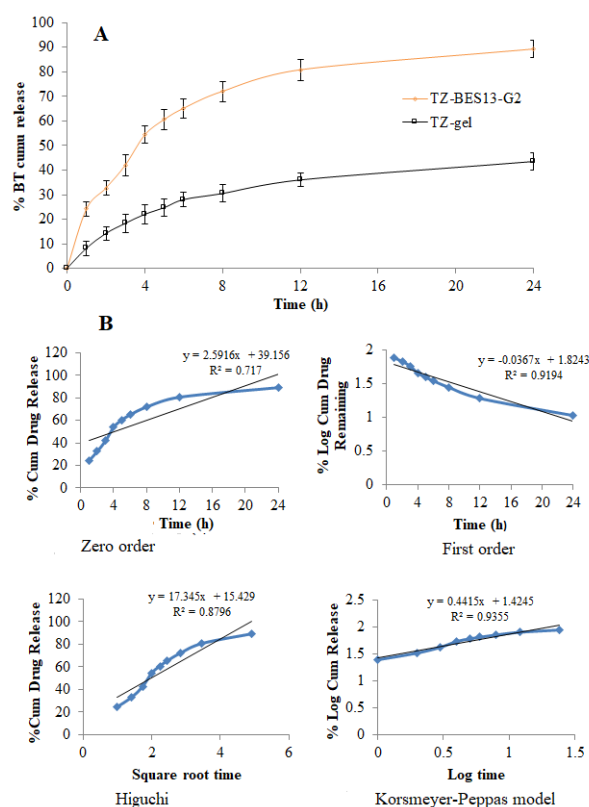 A
% BT cumu release
100
90
80
70
60
50
40
30
20
10
0
TZ-BES13-G2
TZ-gel
0 4 8 12 16 20 24
Time (h)
B
% Cum Drug Release
120
100
80
60
40
20
0
y = 2.5916x + 39.156
R² = 0.717
0 4 8 12 16 20 24
Time (h)
Zero order
% Log Cum Drug
Remaining
2
1.5
1
0.5
0
y = -0.0367x + 1.8243
R² = 0.9194
0 4 8 12 16 20 24
Time (h)
First order
%Cum Drug Release
120
100
80
60
40
20
0
y = 17.345x + 15.429
R² = 0.8796
0 2 4 6
Square root time
Higuchi
% Log Cum Release
2.5
2
1.5
1
0.5
0
y = 0.4415x + 1.4245
R² = 0.9355
0 0.5 1 1.5
Log time
Korsmeyer-Peppas model